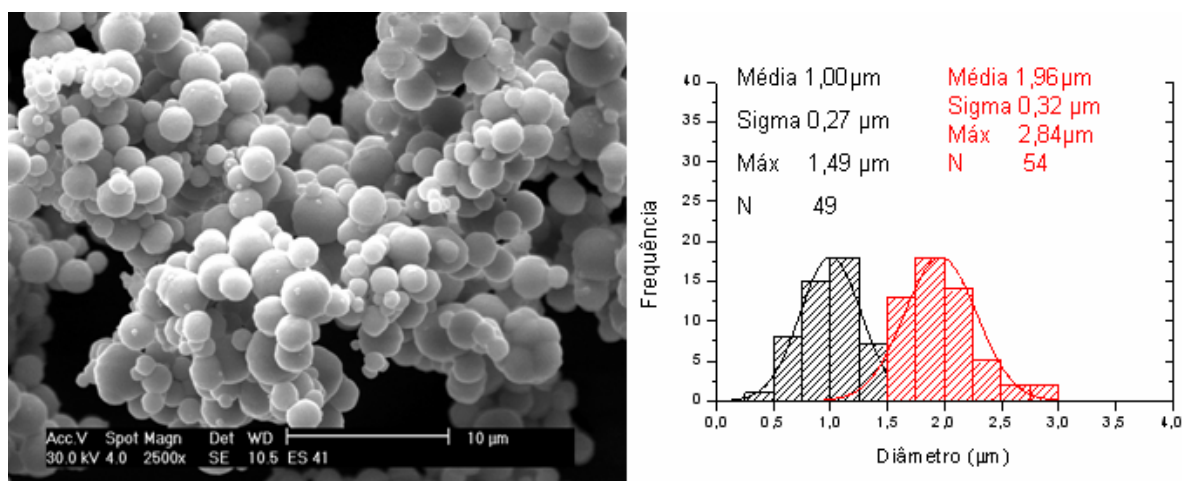 Acc.V Spot Magn Det WD 10 µm
30.0 kV 4.0 2500x SE 10.5 ES 41
Média 1,00µm
Sigma 0,27 µm
Máx 1,49 µm
N 49
Média 1,96µm
Sigma 0,32 µm
Máx 2,84µm
N 54
Frequência
40
35
30
25
20
15
10
5
0
0,0 0,5 1,0 1,5 2,0 2,5 3,0 3,5 4,0
Diâmetro (µm)